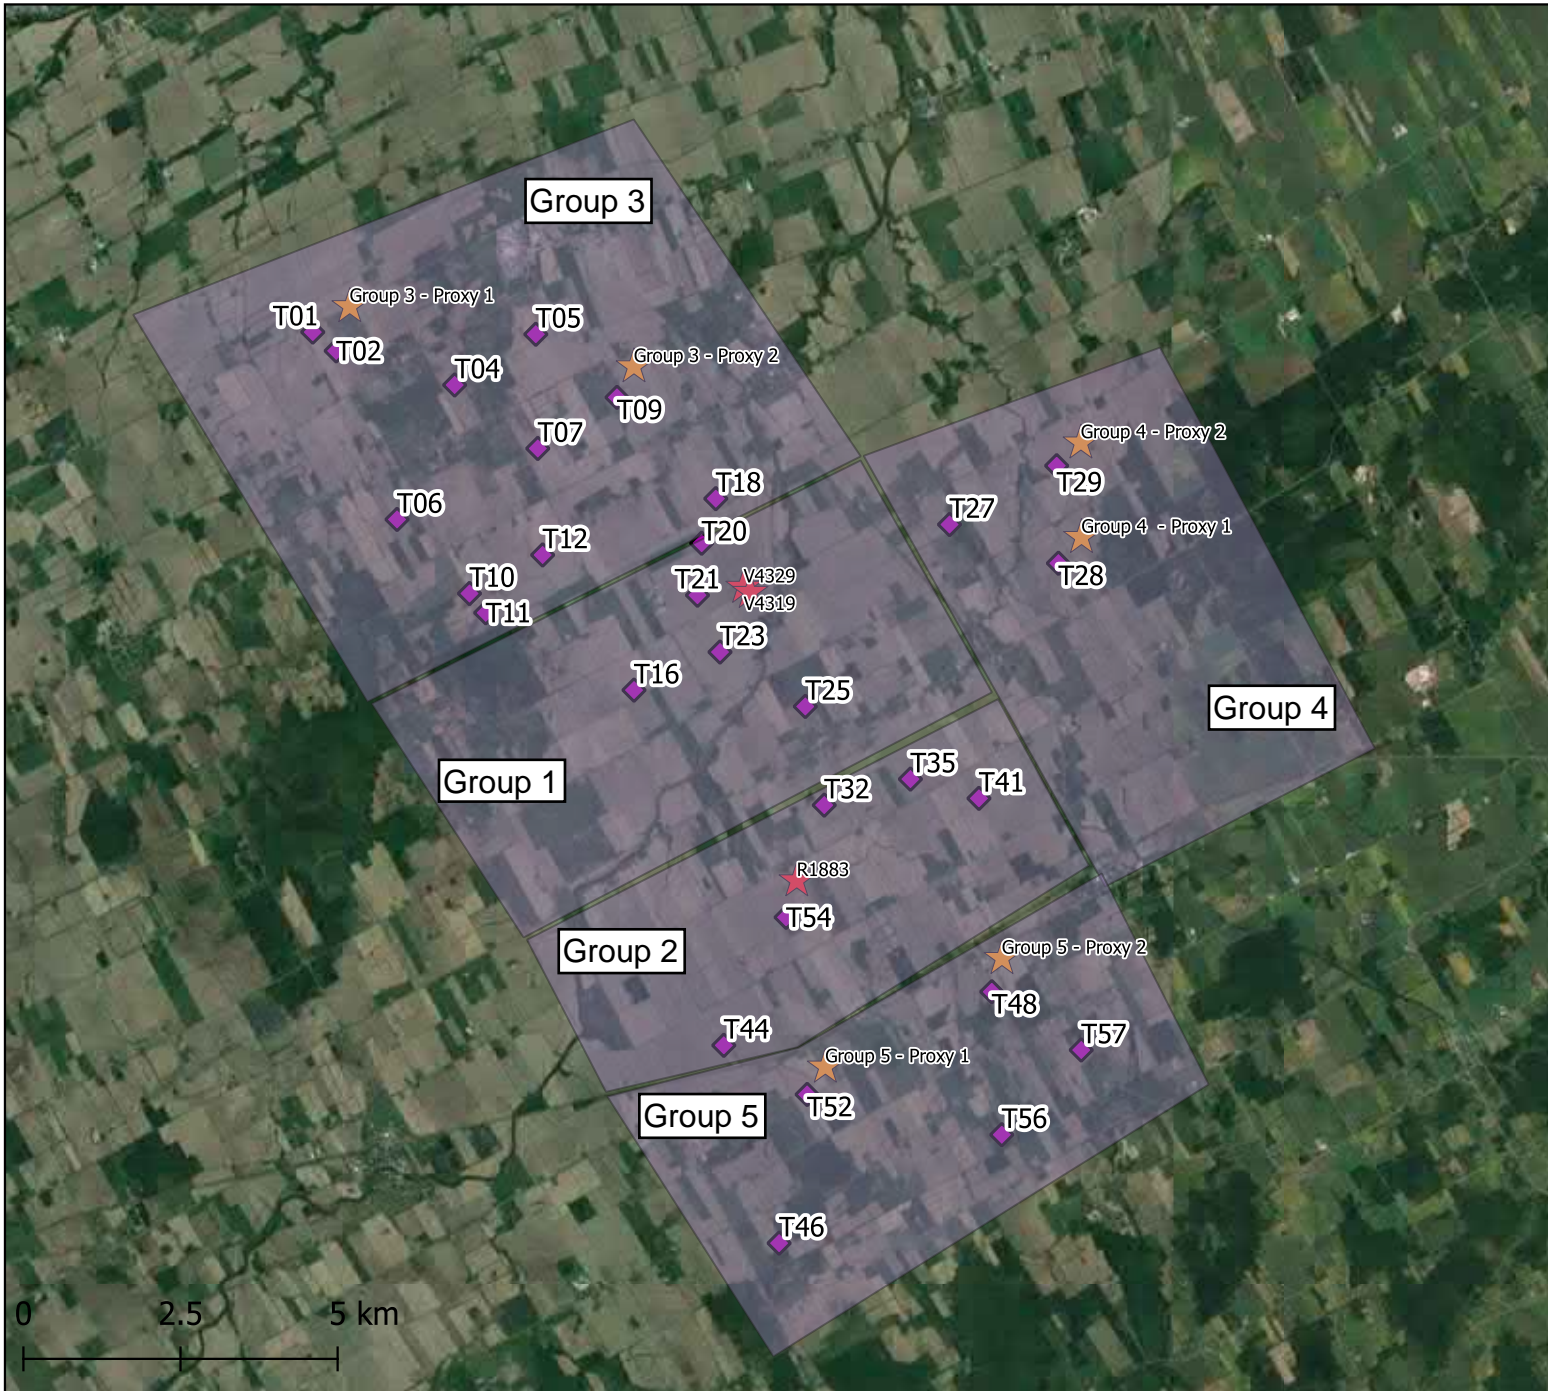 Group 3
Group 3 - Proxy 1
T01
T05
T02
Group 3 - Proxy 2
T04
T09
Group 4 - Proxy 2
T07
T29
T18
T06
T27
Group 4  - Proxy 1
T20
T12
T10
T21
V4329
T28
V4319
T11
T23
T16
T25
Group 4
T35
Group 1
T32
T41
R1883
T54
Group 2
Group 5 - Proxy 2
T48
T44
T57
Group 5 - Proxy 1
T52
Group 5
T56
T46
0 2.5 5 km